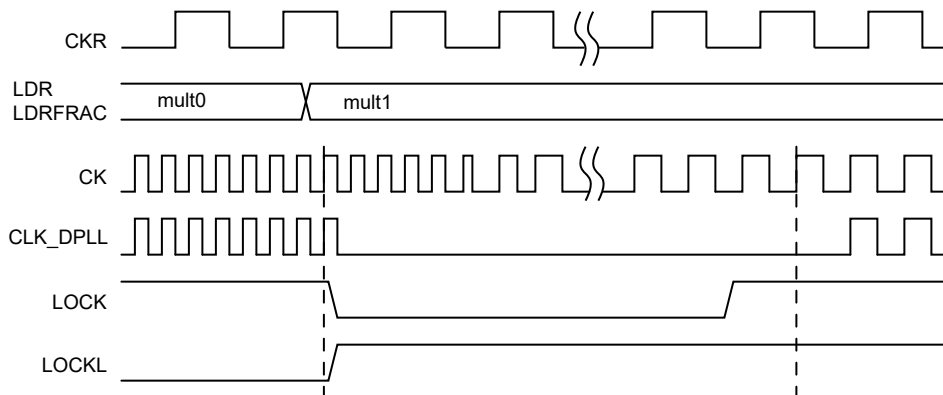 CKR
LDR
LDRFRAC
mult0
mult1
CK
CLK_DPLL
LOCK
LOCKL